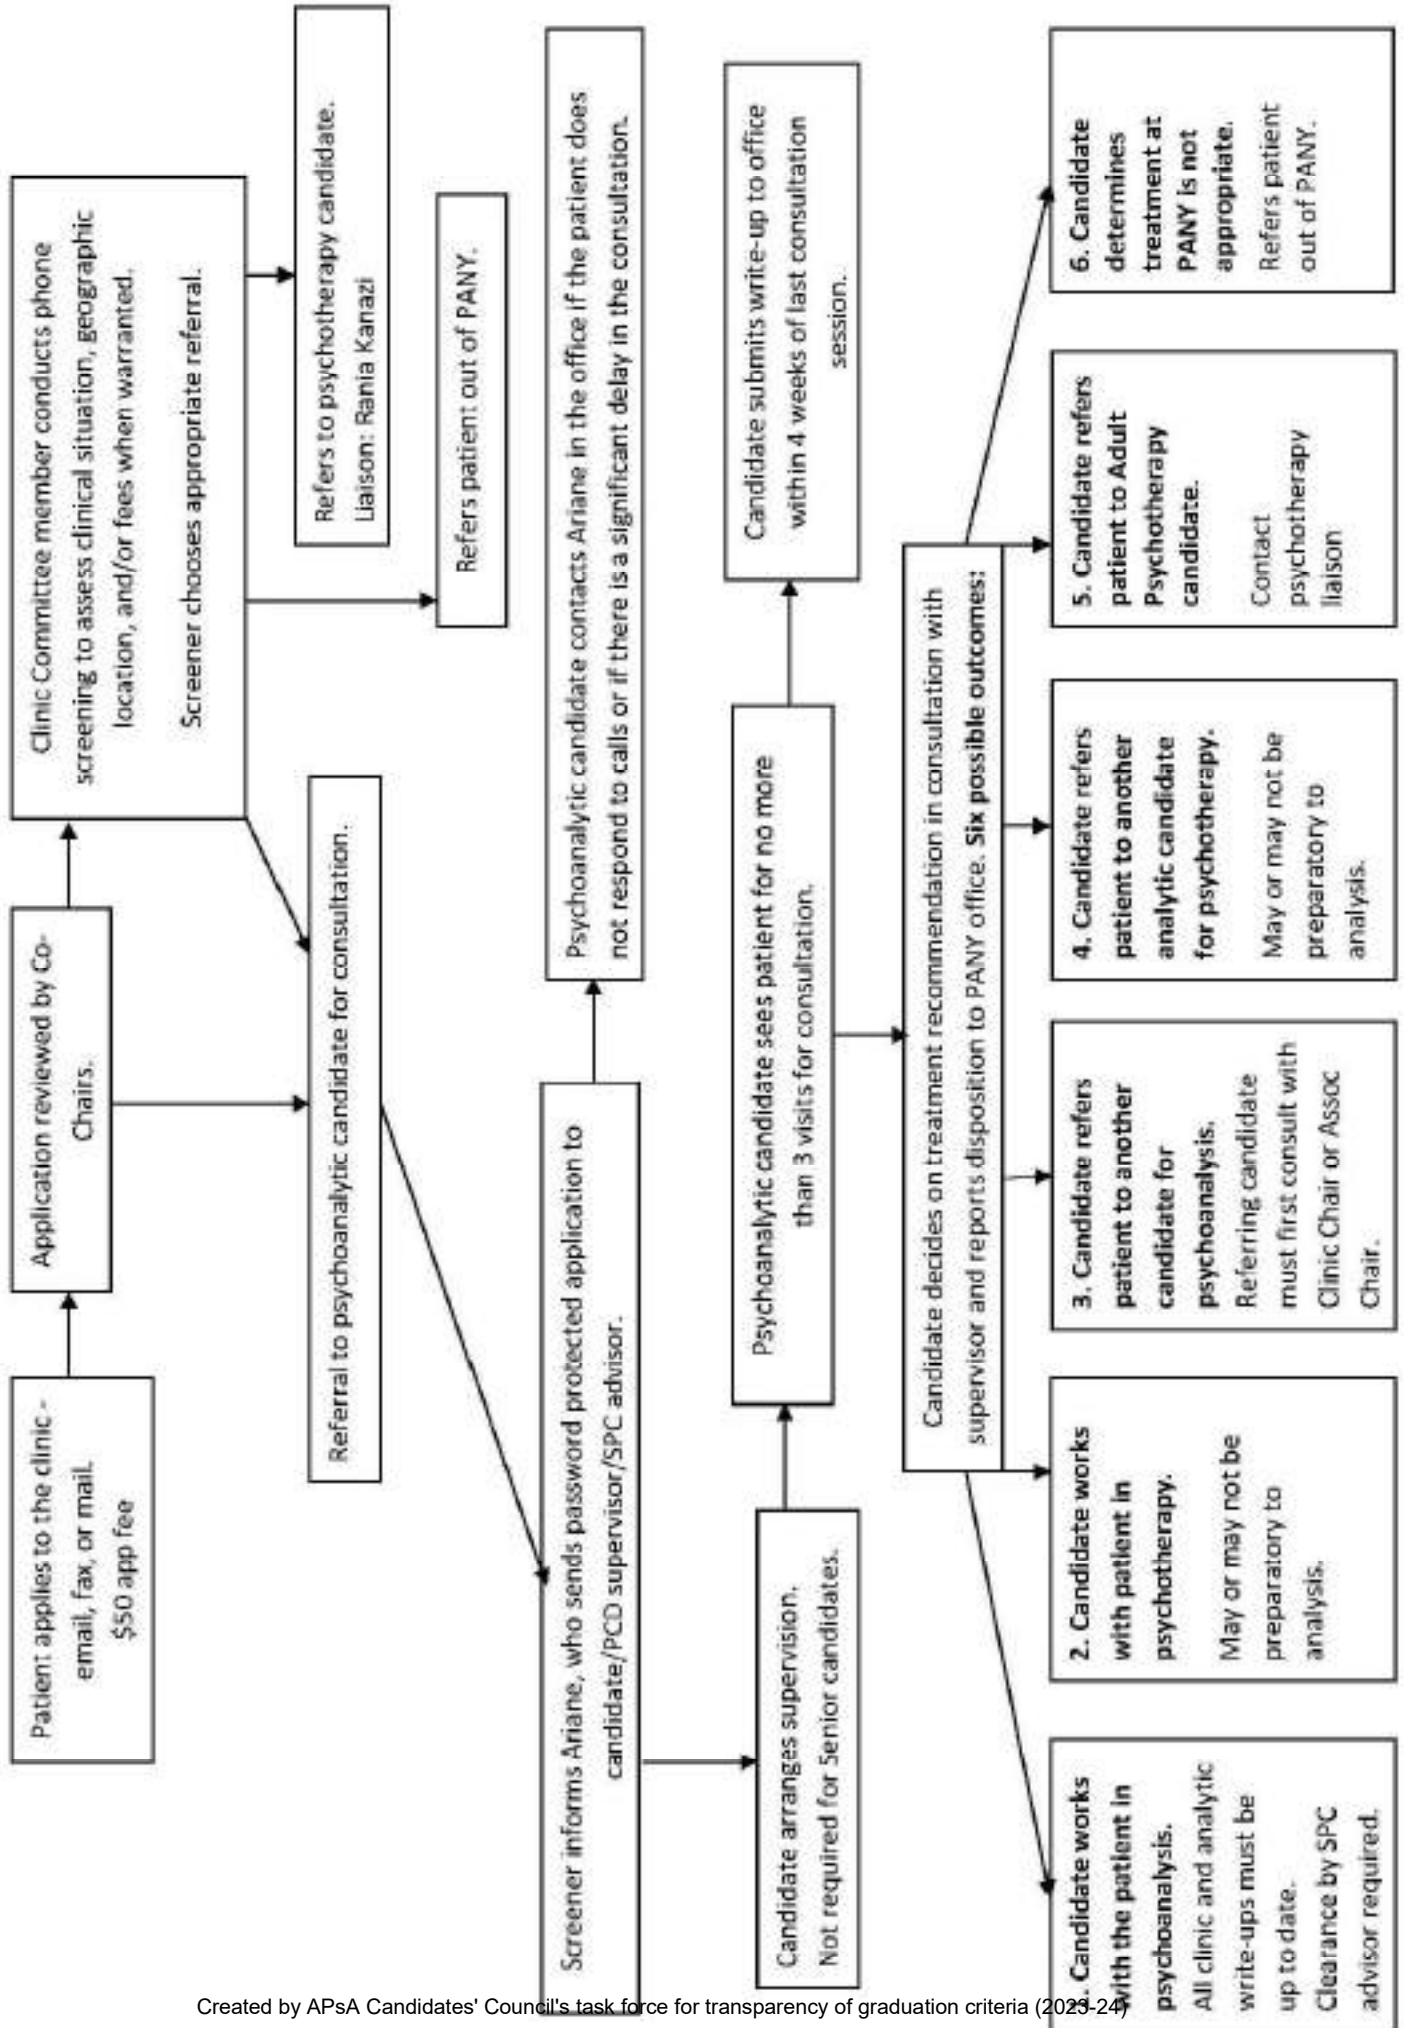 Patient applies to the clinic -
email, fax, or mail.
$50 app fee
Application reviewed by Co-
Chairs.
Clinic Committee member conducts phone
screening to assess clinical situation, geographic
location, and/or fees when warranted.
Screener chooses appropriate referral.
Refers to psychotherapy candidate.
Liaison: Rania Kanazi
Refers patient out of PANY.
Referral to psychoanalytic candidate for consultation.
Screener informs Ariane, who sends password protected application to
candidate/PCD supervisor/SPC advisor.
Psychoanalytic candidate contacts Ariane in the office if the patient does
not respond to calls or if there is a significant delay in the consultation.
Candidate arranges supervision.
Not required for Senior candidates.
Psychoanalytic candidate sees patient for no more
than 3 visits for consultation.
Candidate submits write-up to office
within 4 weeks of last consultation
session.
Candidate decides on treatment recommendation in consultation with
supervisor and reports disposition to PANY office. Six possible outcomes:
1. Candidate works
with the patient in
psychoanalysis.
All clinic and analytic
write-ups must be
up to date.
Clearance by SPC
advisor required.
2. Candidate works
with patient in
psychotherapy.
May or may not be
preparatory to
analysis.
3. Candidate refers
patient to another
candidate for
psychoanalysis.
Referring candidate
must first consult with
Clinic Chair or Assoc
Chair.
4. Candidate refers
patient to another
analytic candidate
for psychotherapy.
May or may not be
preparatory to
analysis.
5. Candidate refers
patient to Adult
Psychotherapy
candidate.
Contact
psychotherapy
liaison
6. Candidate
determines
treatment at
PANY is not
appropriate.
Refers patient
out of PANY.
Created by APsA Candidates' Council's task force for transparency of graduation criteria (2023-24)